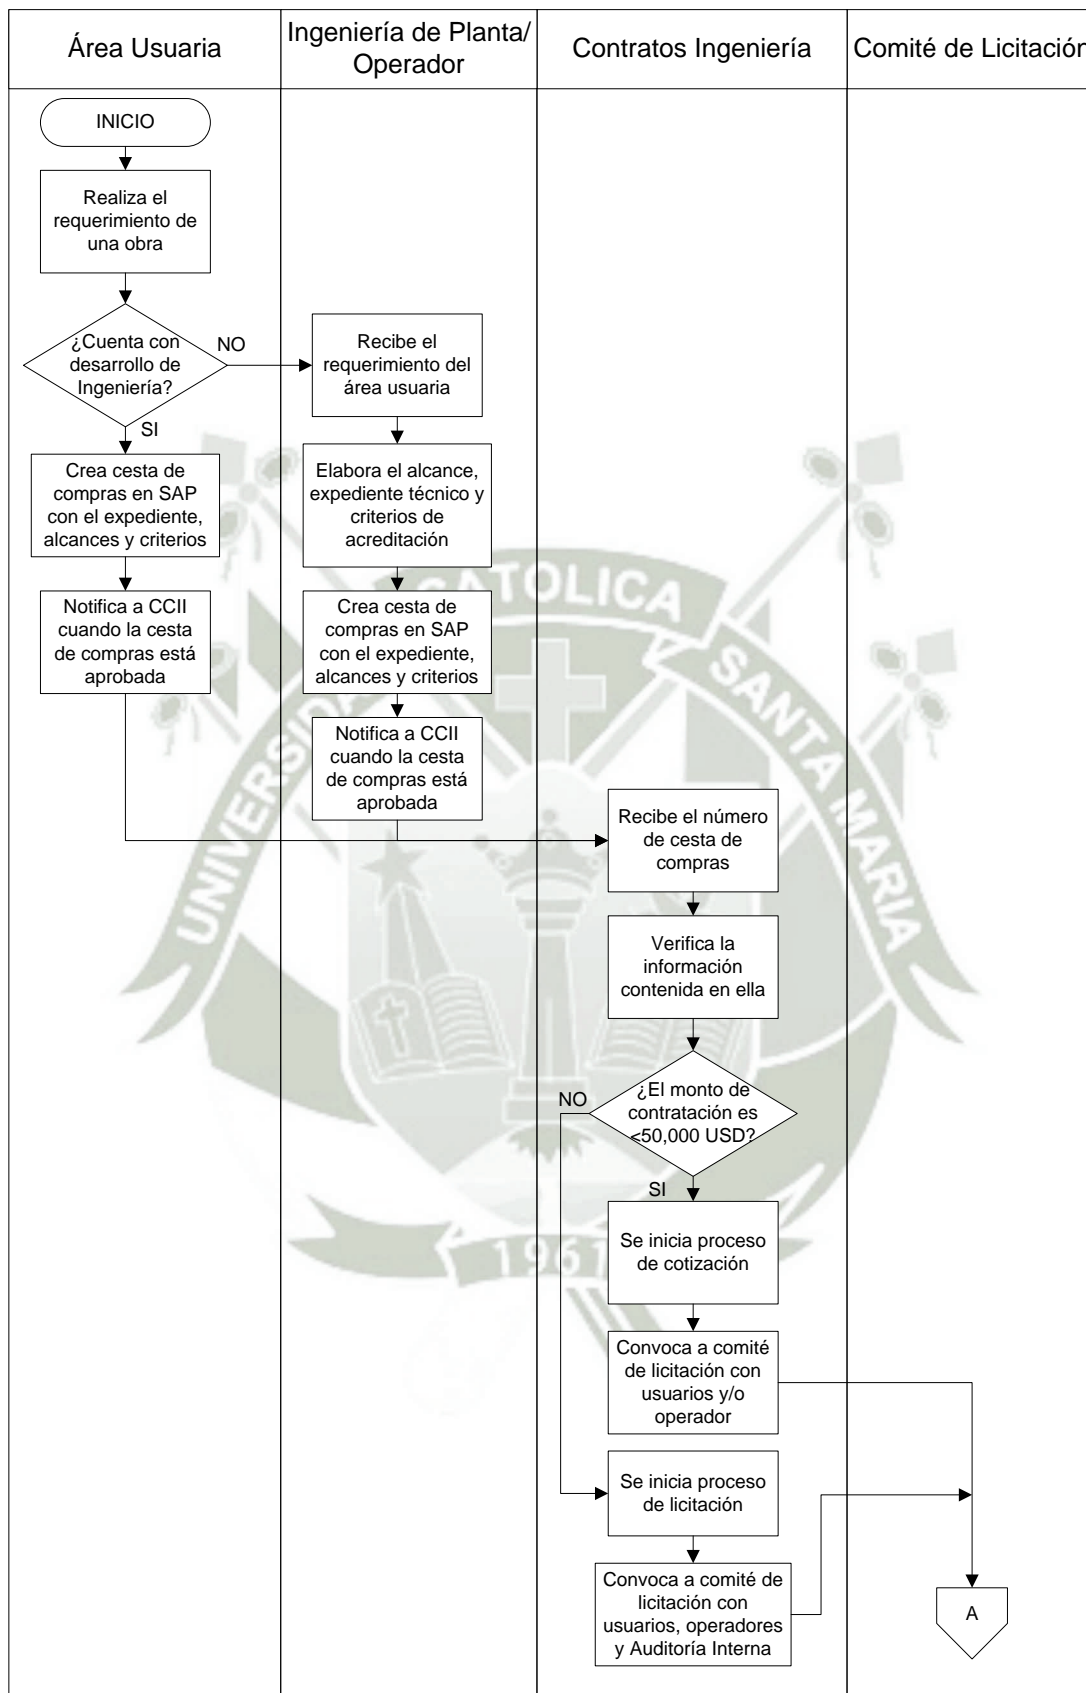 Área Usuaria
Ingeniería de Planta/
Operador
Contratos Ingeniería
Comité de Licitación
INICIO
Realiza el
requerimiento de
una obra
¿Cuenta con
desarrollo de
Ingeniería?
NO
SI
Recibe el
requerimiento del
área usuaria
Crea cesta de
compras en SAP
con el expediente,
alcances y criterios
Elabora el alcance,
expediente técnico y
criterios de
acreditación
Notifica a CCII
cuando la cesta
de compras está
aprobada
Crea cesta de
compras en SAP
con el expediente,
alcances y criterios
Notifica a CCII
cuando la cesta
de compras está
aprobada
Recibe el número
de cesta de
compras
Verifica la
información
contenida en ella
¿El monto de
contratación es
<50,000 USD?
NO
SI
Se inicia proceso
de cotización
Convoca a comité
de licitación con
usuarios y/o
operador
Se inicia proceso
de licitación
Convoca a comité de
licitación con
usuarios, operadores
y Auditoría Interna
A
SANTA MARIA
1961